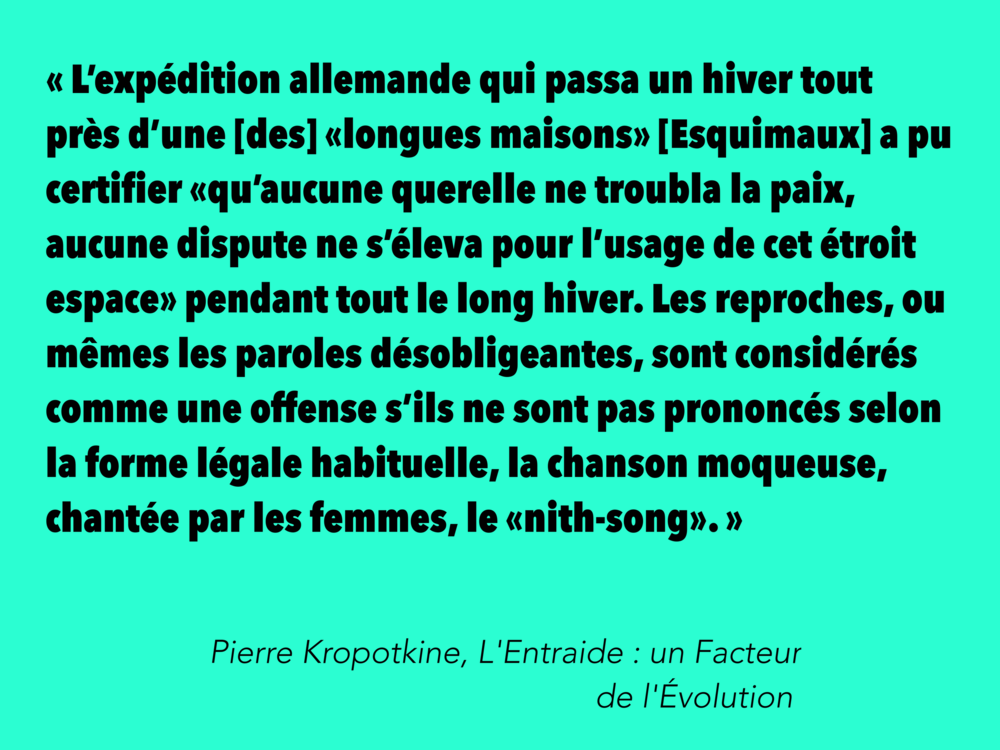 « L’expédition allemande qui passa un hiver tout
près d’une [des] «longues maisons» [Esquimaux] a pu
certifier «qu’aucune querelle ne troubla la paix,
aucune dispute ne s’éleva pour l’usage de cet étroit
espace» pendant tout le long hiver. Les reproches, ou
mêmes les paroles désobligeantes, sont considérés
comme une offense s’ils ne sont pas prononcés selon
la forme légale habituelle, la chanson moqueuse,
chantée par les femmes, le «nith-song». »
Pierre Kropotkine, L'Entraide : un Facteur
de l'Évolution